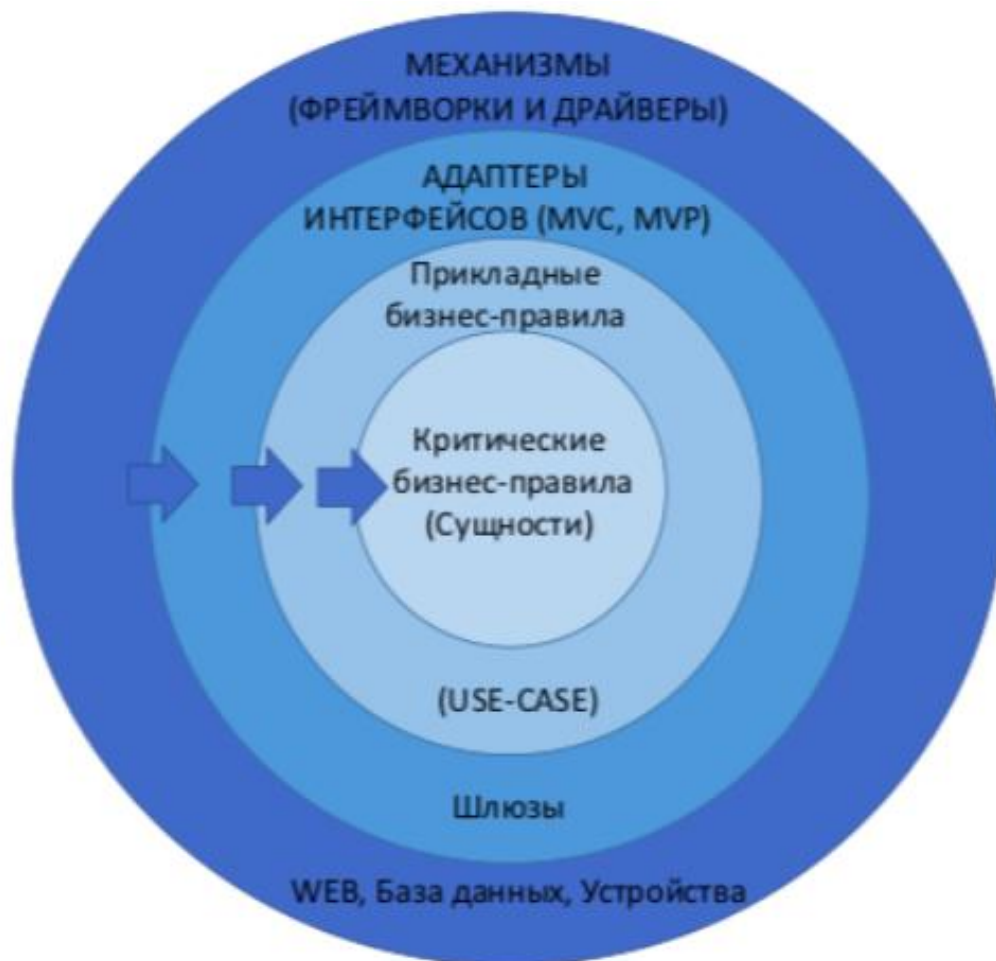 МЕХАНИЗМЫ
(ФРЕЙМВОРКИ И ДРАЙВЕРЫ)
АДАПТЕРЫ
ИНТЕРФЕЙСОВ (MVC, MVP)
Прикладные
бизнес-правила
Критические
бизнес-правила
(Сущности)
(USE-CASE)
Шлюзы
WEB, База данных, Устройства